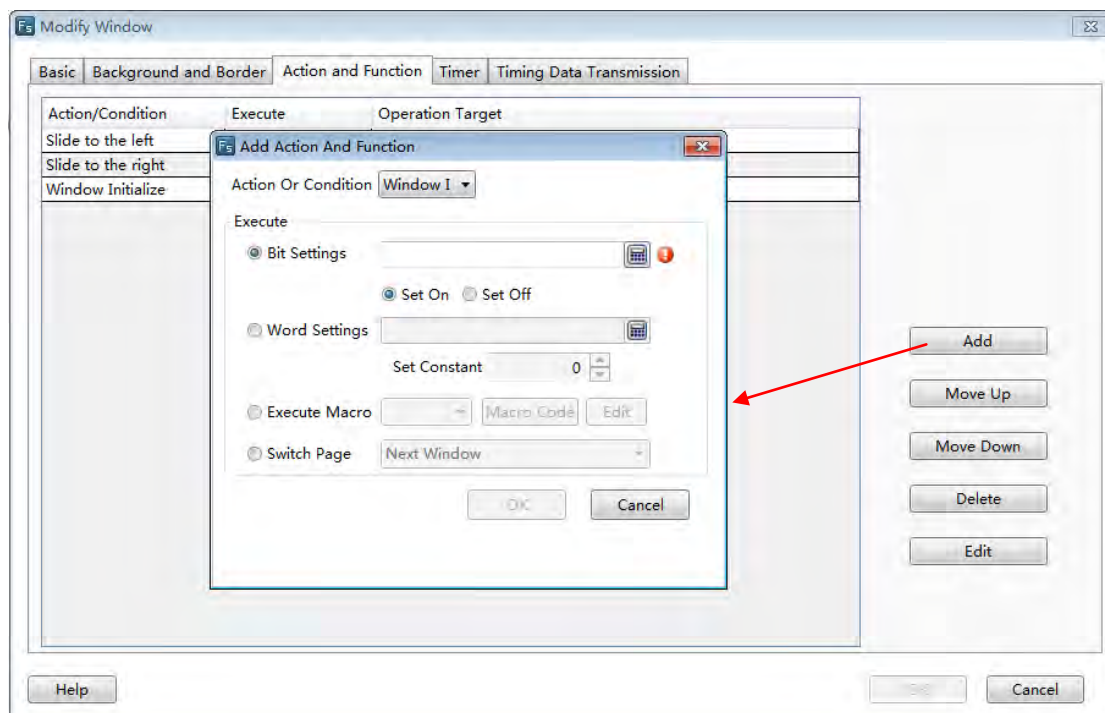 Fs Modify Window
Basic Background and Border Action and Function Timer Timing Data Transmission
Action/Condition Execute Operation Target
Slide to the left
Slide to the right
Window Initialize
Fs Add Action And Function
Action Or Condition Window I
Execute
Bit Settings
Set On Set Off
Word Settings
Set Constant 0
Execute Macro Macro Code Edit
Switch Page Next Window
OK Cancel
Add
Move Up
Move Down
Delete
Edit
Help OK Cancel